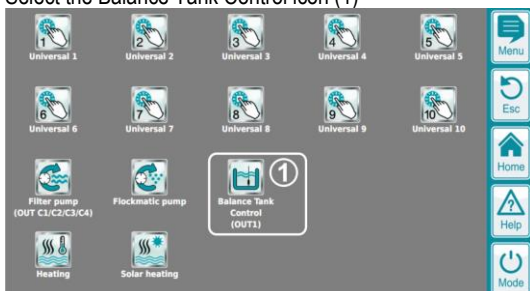 Select the Balance Tank Control Icon (1)
1
2
3
4
5
Universal 1
Universal 2
Universal 3
Universal 4
Universal 5
Menu
6
7
8
9
10
Universal 6
Universal 7
Universal 8
Universal 9
Universal 10
Esc
1
Filter pump
(OUT C1/C2/C3/C4)
Flockmatic pump
Balance Tank
Control
(OUT1)
Home
Help
Heating
Solar heating
Mode